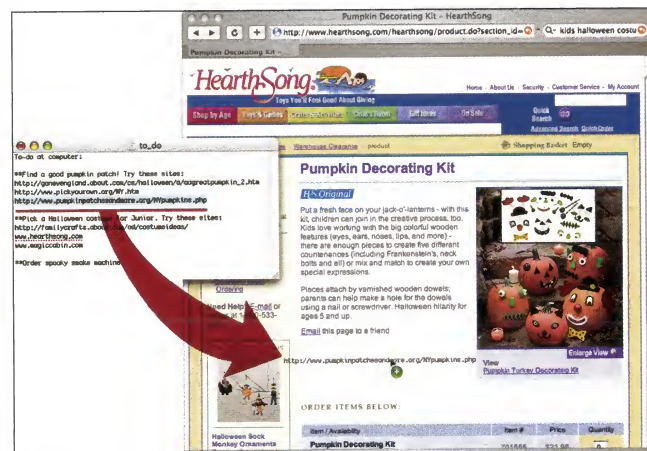 Pumpkin Decorating Kit – HearthSong
http://www.hearthsong.com/hearthsong/product.do?section_id=
Q- kids halloween costu
Pumpkin Decorating Kit – ...
HearthSong
Home - About Us - Security - Customer Service - My Account
Toys You'll Feel Good About Giving
Shop by Age
Toys & Games
Gift Ideas
On Sale
Quick
Search GO
Advanced Search Quick Order
Warehouse Clearance product
Shopping Basket Empty
to_do
To-do at computer:
**Find a good pumpkin patch! Try these sites:
http://gonewengland.about.com/cs/halloween/a/aagreatpumpkin_2.htm
http://www.pickyourown.org/NY.htm
http://www.pumpkinpatchesandmore.org/NYpumpkins.php
**Pick a Halloween costume for Junior. Try these sites:
http://familycrafts.about.com/od/costumeideas/
www.hearthsong.com
www.magiccabin.com
**Order spooky smoke machine
Pumpkin Decorating Kit
HS Original
Put a fresh face on your jack-o'-lanterns - with this
kit, children can join in the creative process, too.
Kids love working with the big colorful wooden
features (eyes, ears, noses, lips, and more) -
there are enough pieces to create five different
countenances (including Frankenstein's, neck
bolts and all) or mix and match to create your own
special expressions.
Pieces attach by varnished wooden dowels;
parents can help make a hole for the dowels
using a nail or screwdriver. Halloween hilarity for
ages 5 and up.
Email this page to a friend
Ordering
Need Help? E-mail or
at 1-800-533-
http://www.pumpkinpatchesandmore.org/NYpumpkins.php
Enlarge View
View
Pumpkin Turkey Decorating Kit
ORDER ITEMS BELOW:
Item / Availability Item # Price Quantity
Pumpkin Decorating Kit
Halloween Sock
Monkey Ornaments